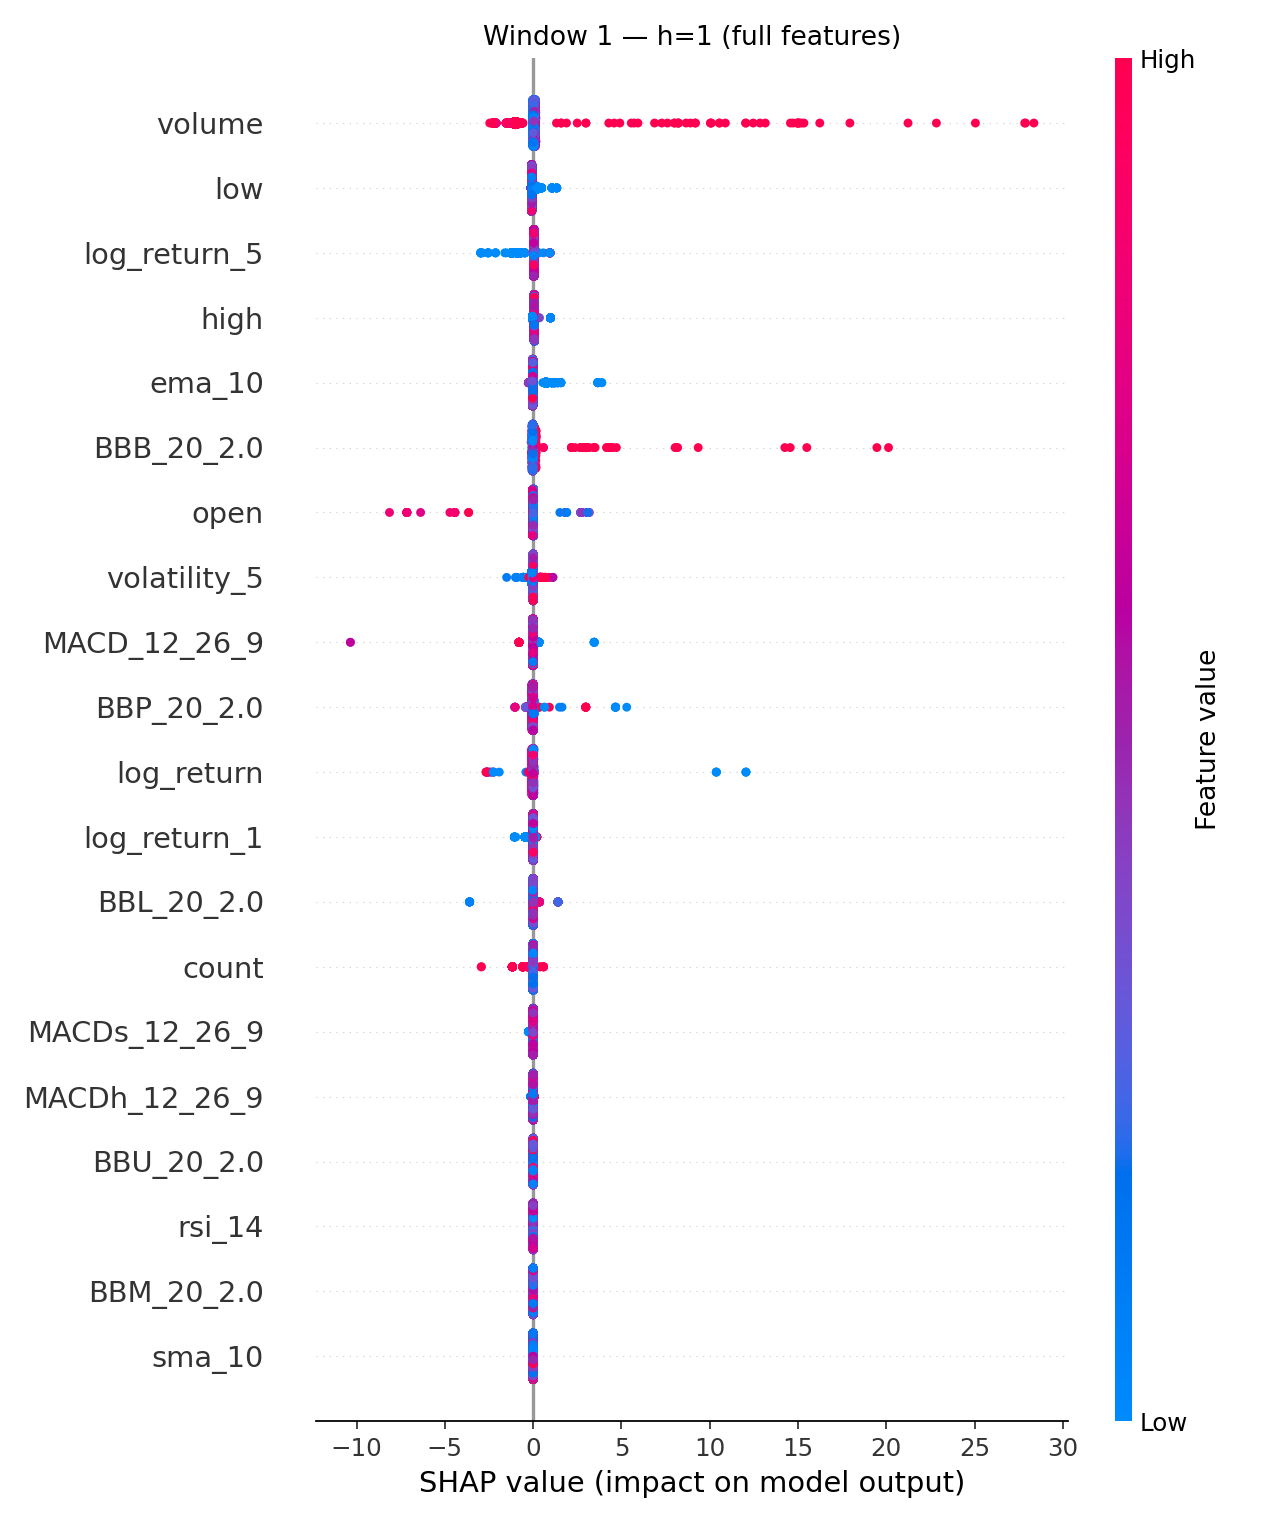 Window 1 — h=1 (full features)
High
volume
low
log_return_5
high
ema_10
BBB_20_2.0
open
volatility_5
MACD_12_26_9
BBP_20_2.0
log_return
log_return_1
BBL_20_2.0
count
MACDs_12_26_9
MACDh_12_26_9
BBU_20_2.0
rsi_14
BBM_20_2.0
sma_10
Feature value
Low
−10 −5 0 5 10 15 20 25 30
SHAP value (impact on model output)